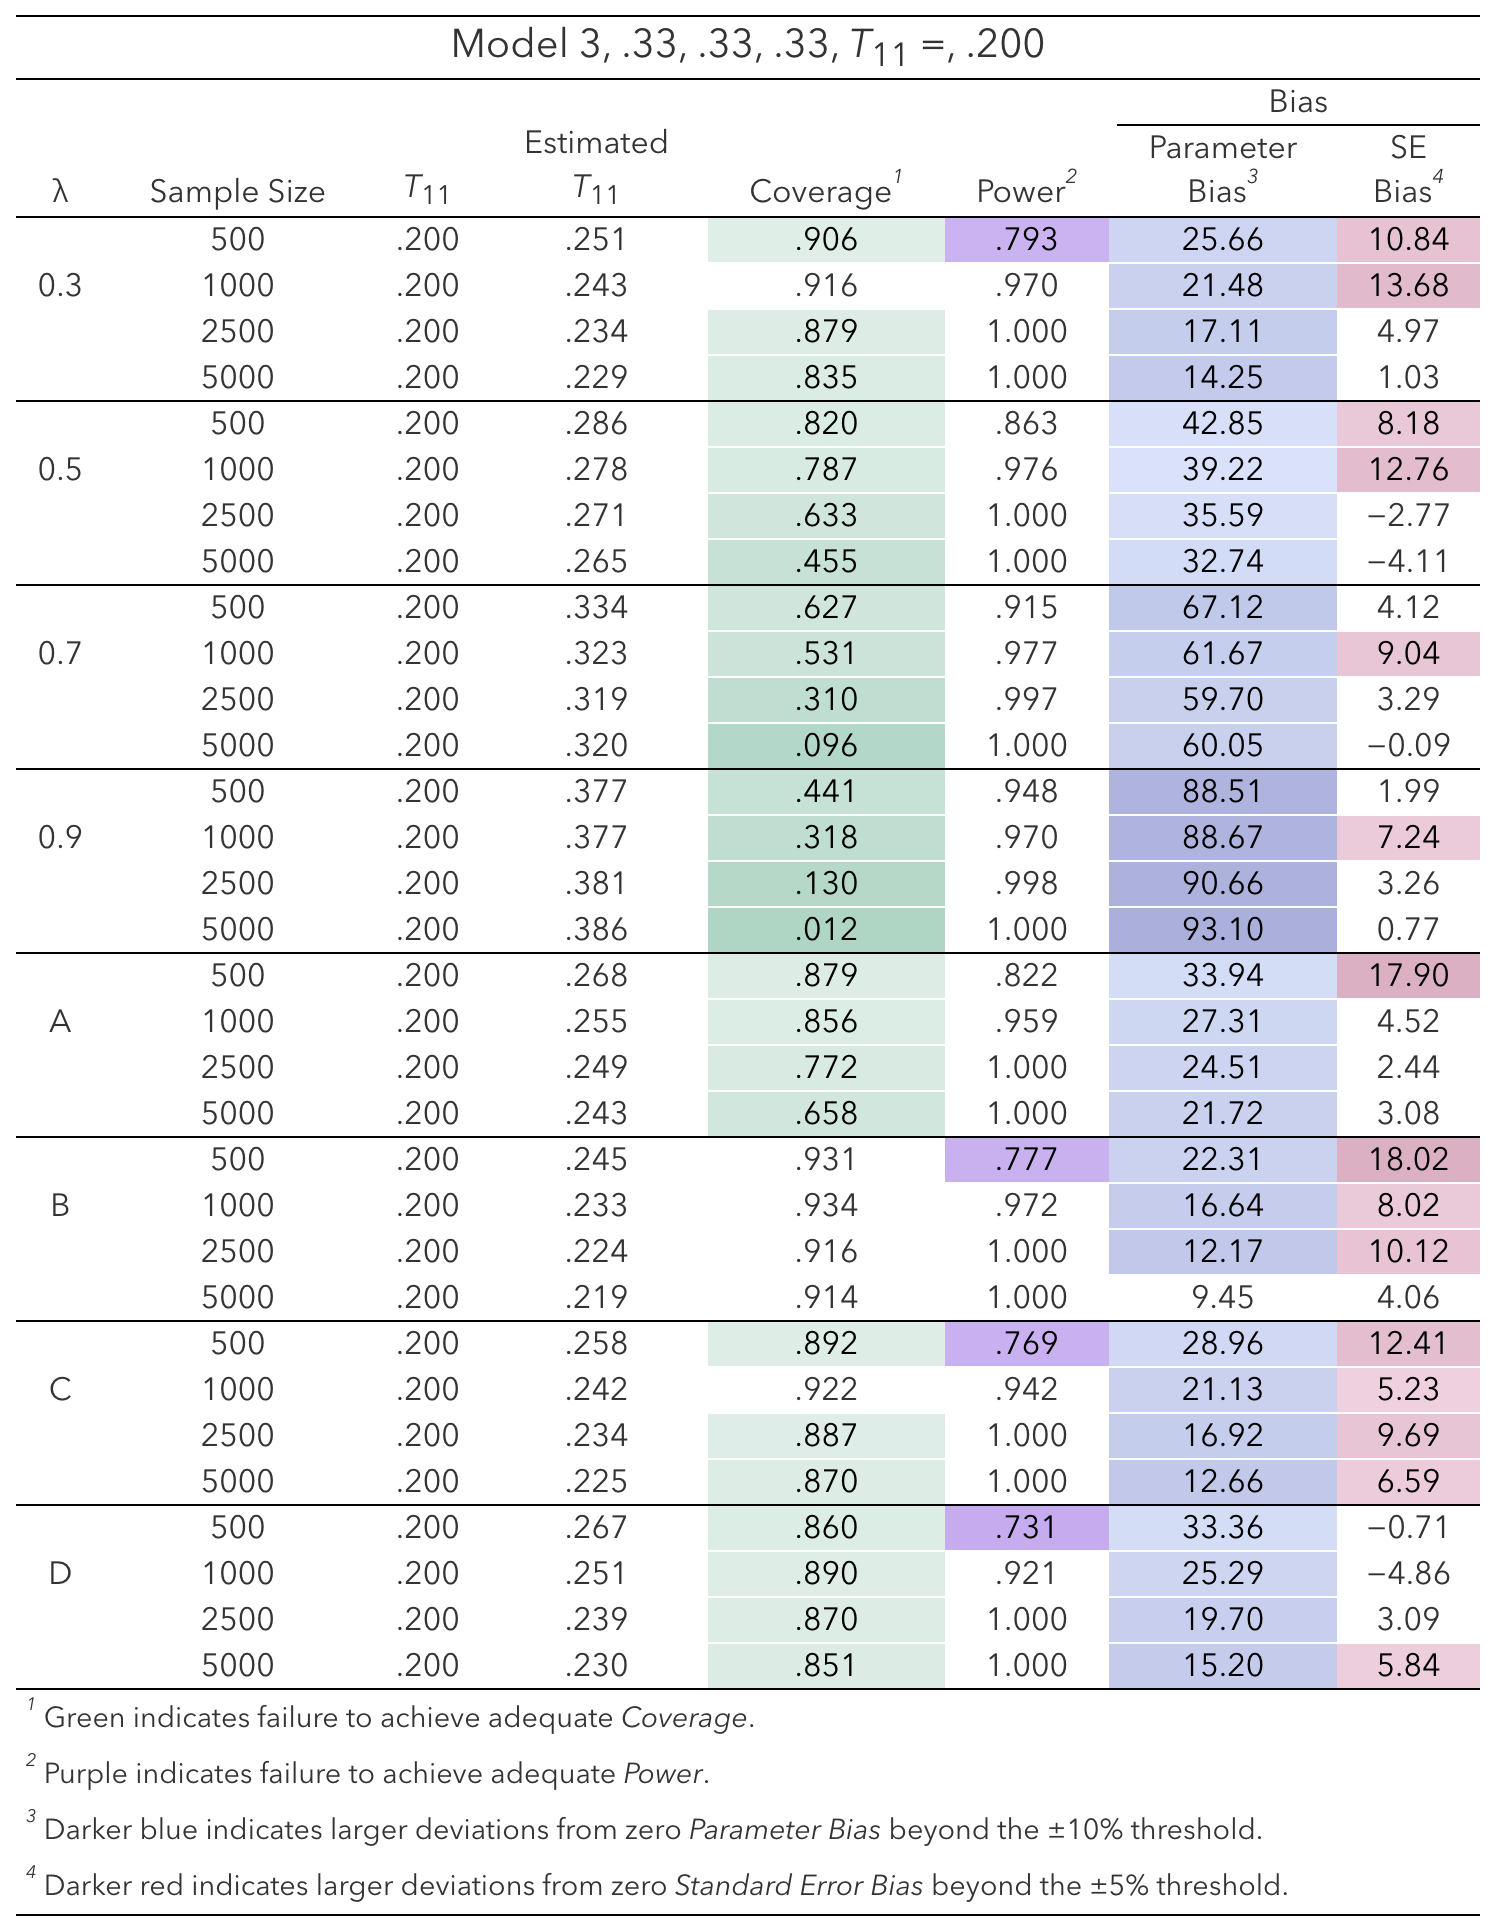 Model 3, .33, .33, .33, T11 =, .200
Bias
Estimated Parameter SE
λ Sample Size T11 T11 Coverage1 Power2 Bias3 Bias4
500 .200 .251 .906 .793 25.66 10.84
0.3 1000 .200 .243 .916 .970 21.48 13.68
2500 .200 .234 .879 1.000 17.11 4.97
5000 .200 .229 .835 1.000 14.25 1.03
500 .200 .286 .820 .863 42.85 8.18
0.5 1000 .200 .278 .787 .976 39.22 12.76
2500 .200 .271 .633 1.000 35.59 −2.77
5000 .200 .265 .455 1.000 32.74 −4.11
500 .200 .334 .627 .915 67.12 4.12
0.7 1000 .200 .323 .531 .977 61.67 9.04
2500 .200 .319 .310 .997 59.70 3.29
5000 .200 .320 .096 1.000 60.05 −0.09
500 .200 .377 .441 .948 88.51 1.99
0.9 1000 .200 .377 .318 .970 88.67 7.24
2500 .200 .381 .130 .998 90.66 3.26
5000 .200 .386 .012 1.000 93.10 0.77
500 .200 .268 .879 .822 33.94 17.90
A 1000 .200 .255 .856 .959 27.31 4.52
2500 .200 .249 .772 1.000 24.51 2.44
5000 .200 .243 .658 1.000 21.72 3.08
500 .200 .245 .931 .777 22.31 18.02
B 1000 .200 .233 .934 .972 16.64 8.02
2500 .200 .224 .916 1.000 12.17 10.12
5000 .200 .219 .914 1.000 9.45 4.06
500 .200 .258 .892 .769 28.96 12.41
C 1000 .200 .242 .922 .942 21.13 5.23
2500 .200 .234 .887 1.000 16.92 9.69
5000 .200 .225 .870 1.000 12.66 6.59
500 .200 .267 .860 .731 33.36 −0.71
D 1000 .200 .251 .890 .921 25.29 −4.86
2500 .200 .239 .870 1.000 19.70 3.09
5000 .200 .230 .851 1.000 15.20 5.84
1 Green indicates failure to achieve adequate Coverage.
2 Purple indicates failure to achieve adequate Power.
3 Darker blue indicates larger deviations from zero Parameter Bias beyond the ±10% threshold.
4 Darker red indicates larger deviations from zero Standard Error Bias beyond the ±5% threshold.